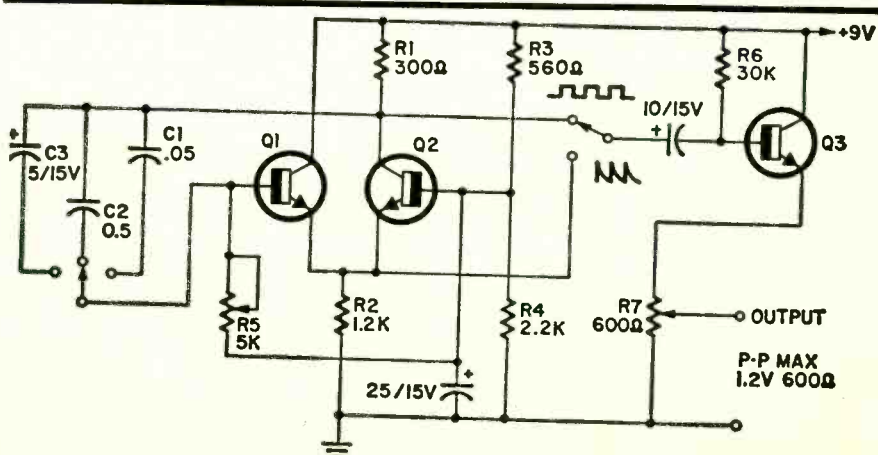 +9V
R1
300Ω
R3
560Ω
R6
30K
10/15V
+
Q3
+
C3
5/15V
C1
.05
C2
0.5
Q1
Q2
R5
5K
R2
1.2K
R4
2.2K
R7
600Ω
OUTPUT
P-P MAX
1.2V 600Ω
25/15V
+